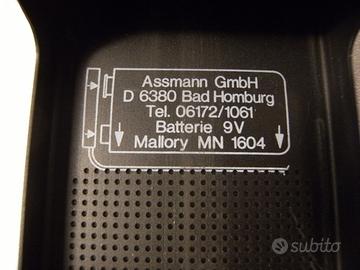 Assmann GmbH
D 6380 Bad Homburg
Tel. 06172/1061
Batterie 9V
Mallory MN 1604
subito